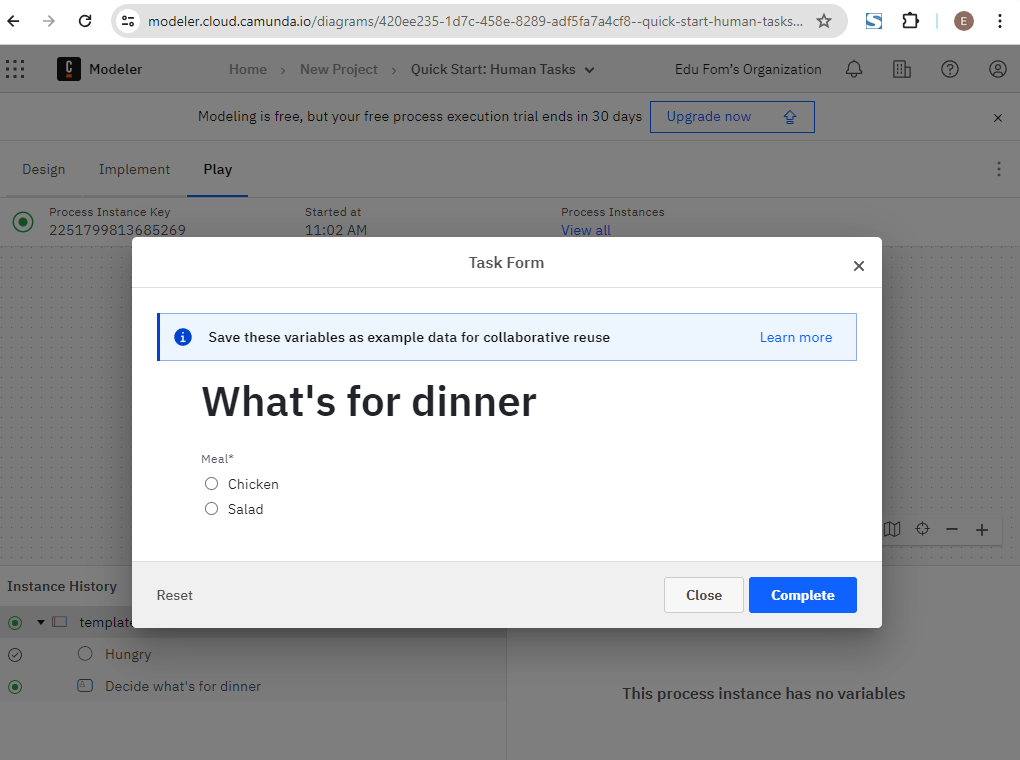 modeler.cloud.camunda.io/diagrams/420ee235-1d7c-458e-8289-adf5fa7a4cf8--quick-start-human-tasks...
S
E
C Modeler Home New Project Quick Start: Human Tasks Edu Fom's Organization
Modeling is free, but your free process execution trial ends in 30 days Upgrade now
Design Implement Play
Process Instance Key Started at Process Instances
2251799813685269 11:02 AM View all
Task Form
Save these variables as example data for collaborative reuse Learn more
What's for dinner
Meal*
Chicken
Salad
Reset Close Complete
Instance History
template
Hungry
Decide what's for dinner
This process instance has no variables